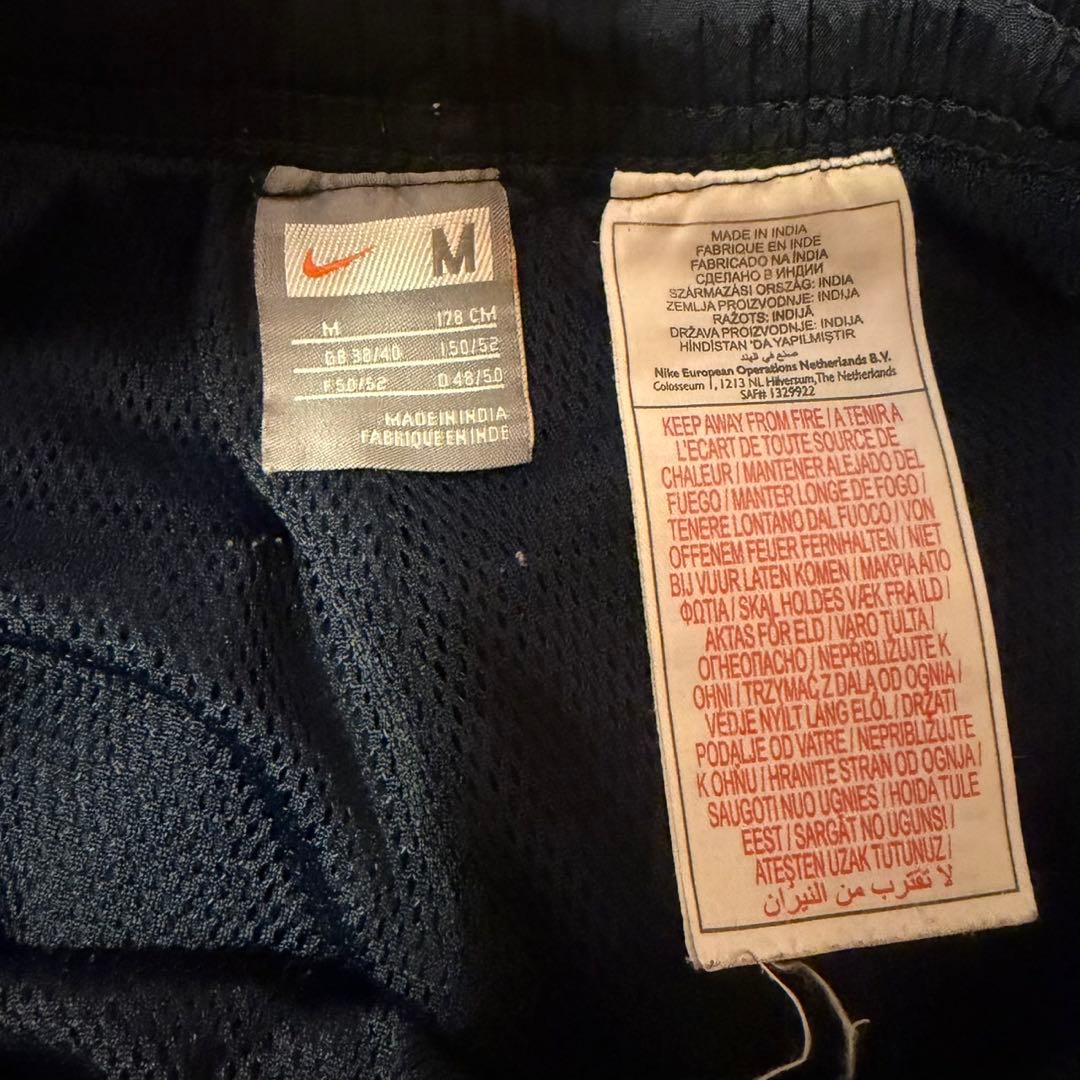 M
M 178 CM
GB 38/40 I 50/52
F 50/52 D 48/50
MADE IN INDIA
FABRIQUE EN INDE
MADE IN INDIA
FABRIQUE EN INDE
FABRICADO NA ÍNDIA
СДЕЛАНО В ИНДИИ
SZÁRMAZÁSI ORSZÁG: INDIA
ZEMLJA PROIZVODNJE: INDIJA
RAŽOTS: INDIJĀ
DRŽAVA PROIZVODNJE: INDIJA
HİNDİSTAN 'DA YAPILMIŞTIR
صنع في الهند
Nike European Operations Netherlands B.V.
Colosseum 1, 1213 NL Hilversum, The Netherlands
SAF# 1329922
KEEP AWAY FROM FIRE / A TENIR A
L'ECART DE TOUTE SOURCE DE
CHALEUR / MANTENER ALEJADO DEL
FUEGO / MANTER LONGE DE FOGO /
TENERE LONTANO DAL FUOCO / VON
OFFENEM FEUER FERNHALTEN / NIET
BIJ VUUR LATEN KOMEN / ΜΑΚΡΙΑ ΑΠΟ
ΦΩΤΙΑ / SKAL HOLDES VÆK FRA ILD /
AKTAS FÖR ELD / VARO TULTA /
ОГНЕОПАСНО / NEPRIBLIŽUJTE K
OHNI / TRZYMAĆ Z DALA OD OGNIA /
VEDJE NYÍLT LANG ELŐL / DRŽATI
PODALJE OD VATRE / NEPRIBLIŽUJTE
K OHŇU / HRANITE STRAN OD OGNJA /
SAUGOTI NUO UGNIES / HOIDA TULE
EEST / SARGĀT NO UGUNS! /
ATEŞTEN UZAK TUTUNUZ /
لا تقترب من النيران